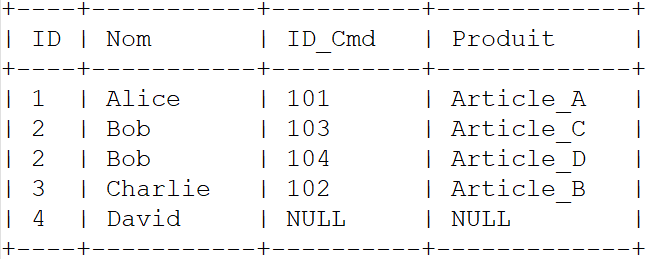 +----+-----------+----------+-------------+
| ID | Nom       | ID_Cmd   | Produit     |
+----+-----------+----------+-------------+
| 1  | Alice     | 101      | Article_A   |
| 2  | Bob       | 103      | Article_C   |
| 2  | Bob       | 104      | Article_D   |
| 3  | Charlie   | 102      | Article_B   |
| 4  | David     | NULL     | NULL        |
+----+-----------+----------+-------------+